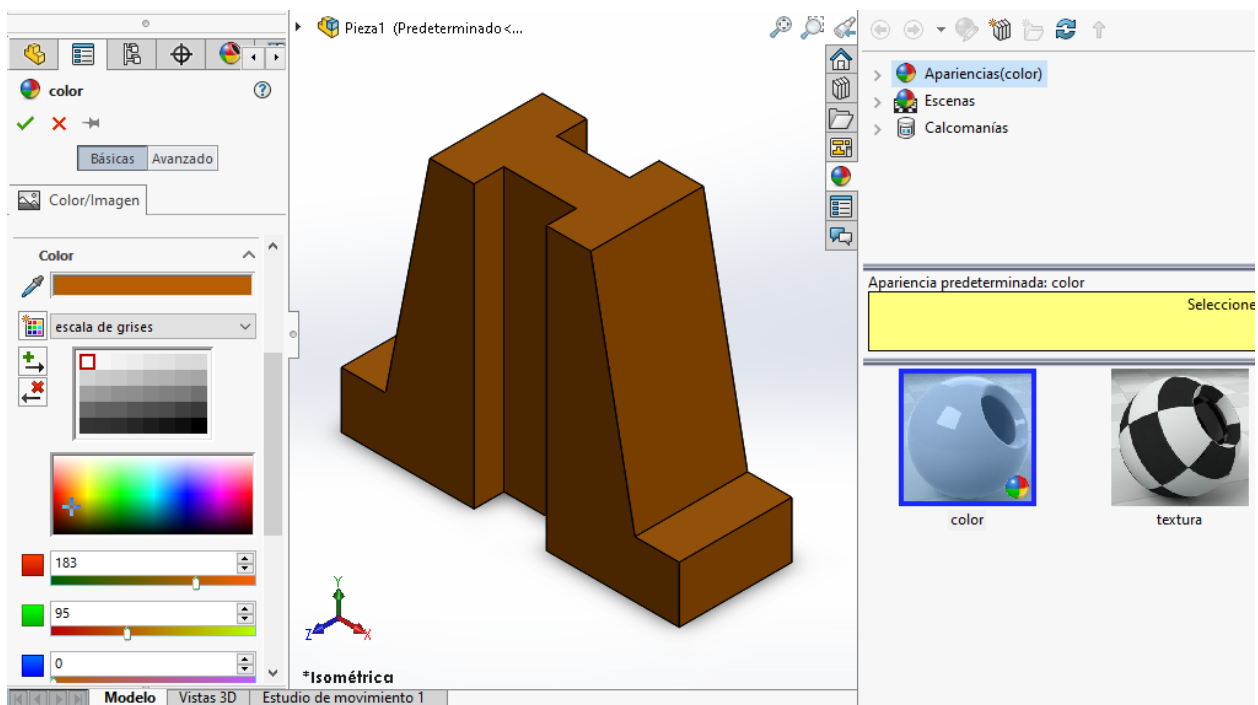 color
Básicas Avanzado
Color/Imagen
Color
escala de grises
183
95
0
Pieza1 (Predeterminado<...
Y
Z
X
*Isométrica
Modelo Vistas 3D Estudio de movimiento 1
Apariencias(color)
Escenas
Calcomanías
Apariencia predeterminada: color
Seleccione
color
textura